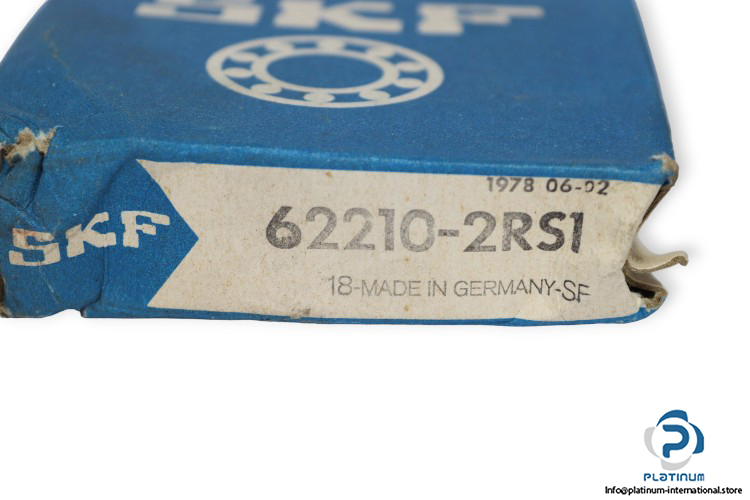 SKF
1978 06-02
62210-2RS1
SKF
18-MADE IN GERMANY-SF
PLATINUM
Info@platinum-international.store